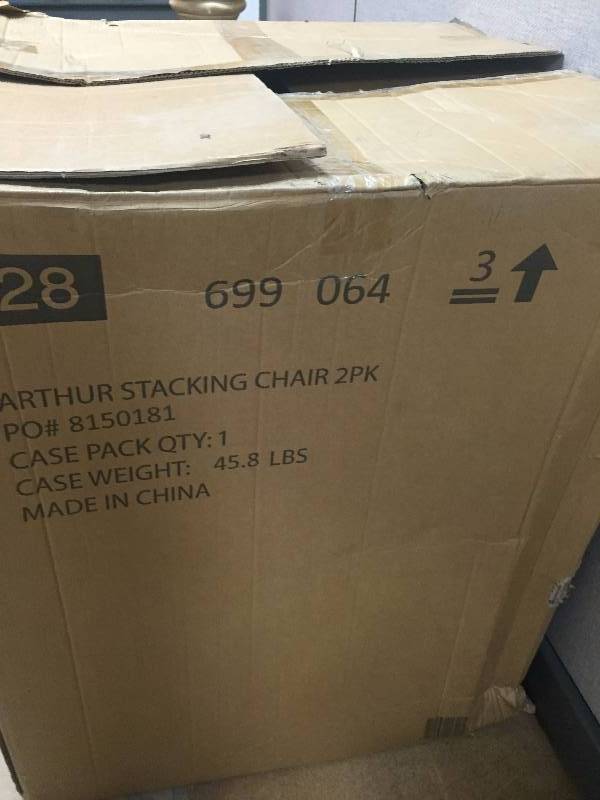 28 699 064 3
ARTHUR STACKING CHAIR 2PK
PO# 8150181
CASE PACK QTY: 1
CASE WEIGHT: 45.8 LBS
MADE IN CHINA